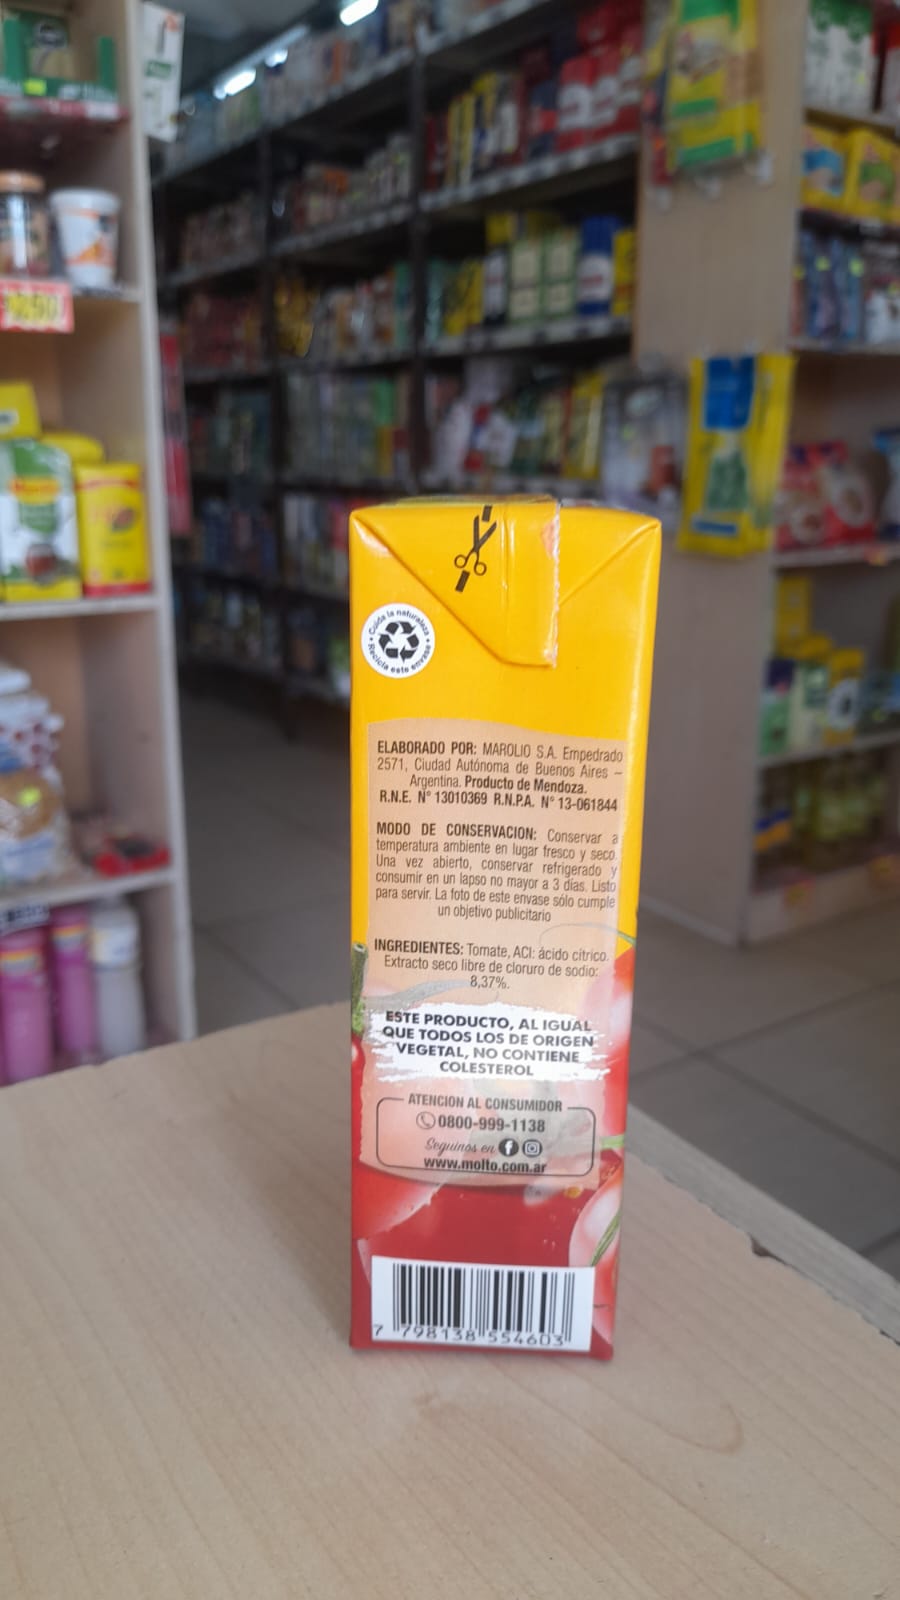 Cuida la naturaleza
Recicla este envase
ELABORADO POR: MAROLIO S.A. Empedrado
2571, Ciudad Autónoma de Buenos Aires –
Argentina. Producto de Mendoza.
R.N.E. N° 13010369 R.N.P.A. N° 13-061844
MODO DE CONSERVACION: Conservar a
temperatura ambiente en lugar fresco y seco.
Una vez abierto, conservar refrigerado y
consumir en un lapso no mayor a 3 días. Listo
para servir. La foto de este envase sólo cumple
un objetivo publicitario
INGREDIENTES: Tomate, ACI: ácido cítrico.
Extracto seco libre de cloruro de sodio:
8,37%.
ESTE PRODUCTO, AL IGUAL
QUE TODOS LOS DE ORIGEN
VEGETAL, NO CONTIENE
COLESTEROL
ATENCION AL CONSUMIDOR
0800-999-1138
Seguinos en
www.molto.com.ar
7 798138 554603